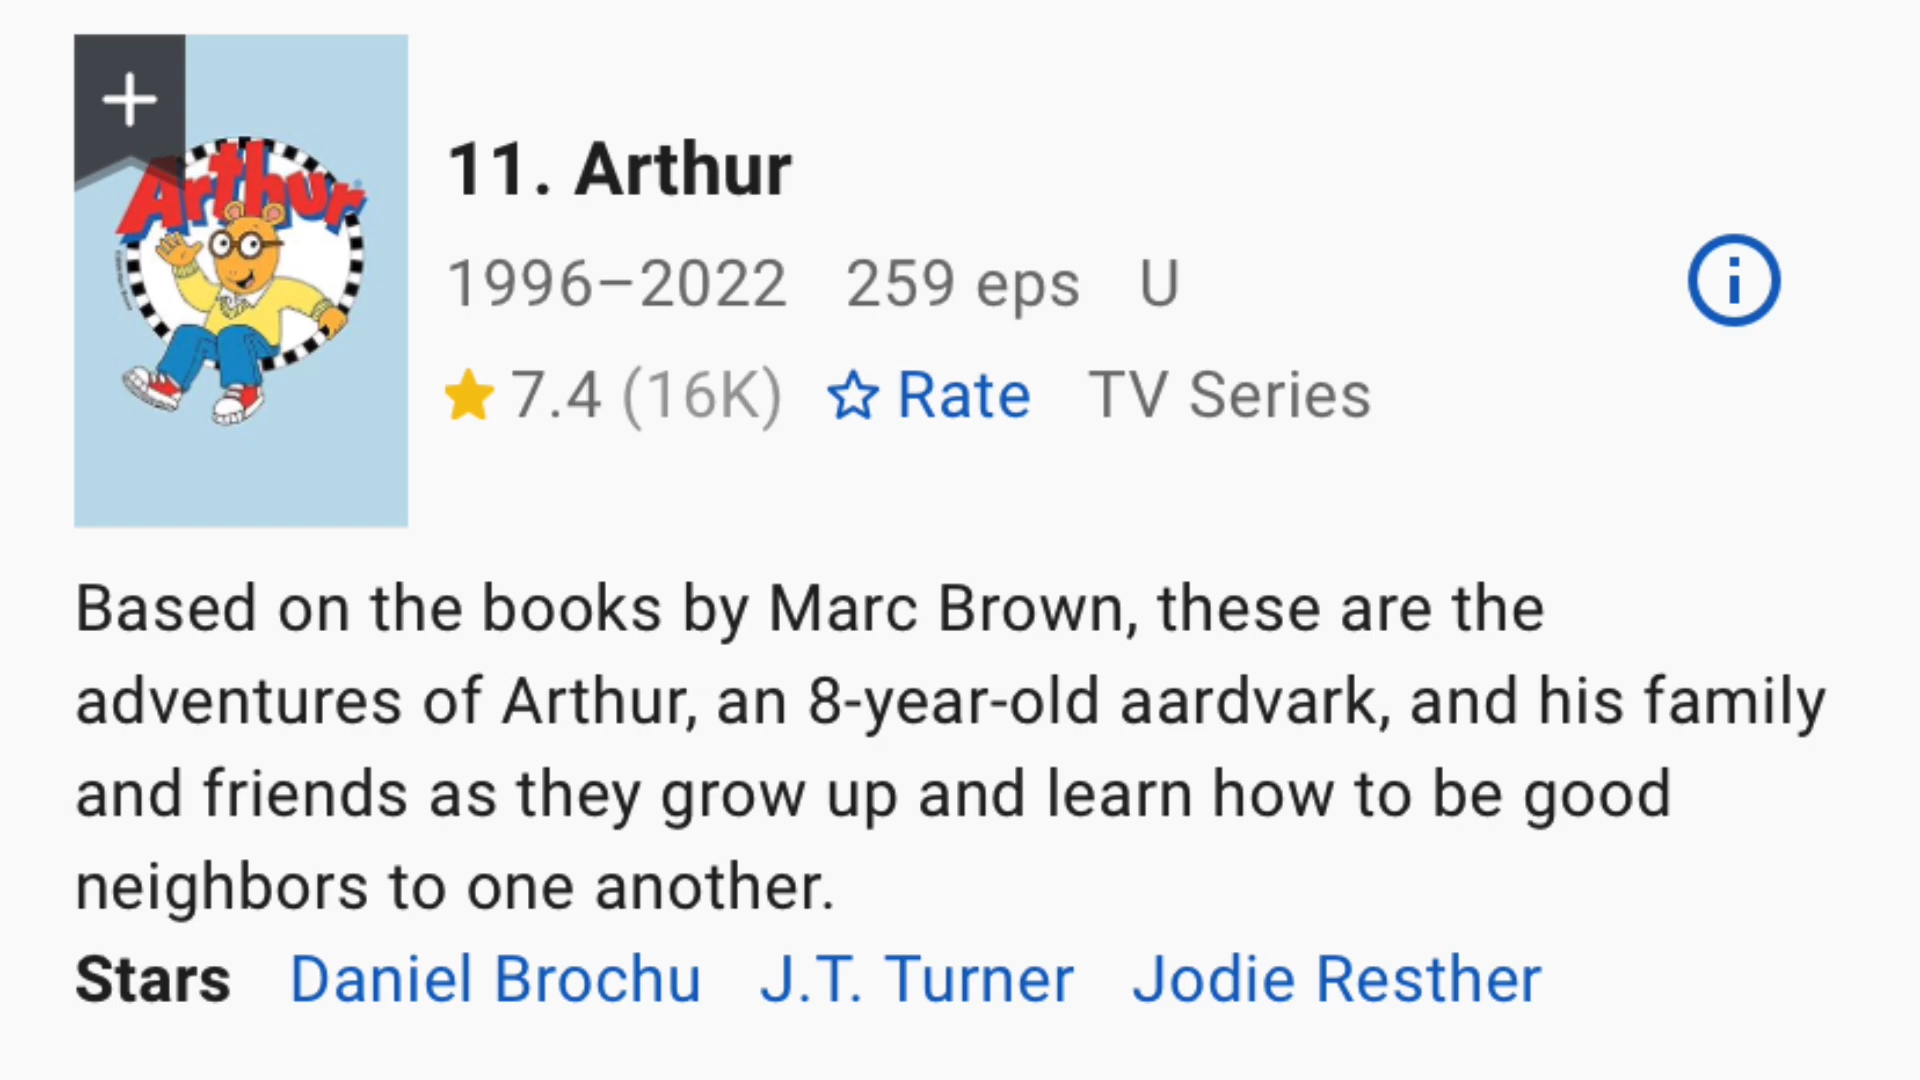 Arthur
11. Arthur
1996–2022 259 eps U
7.4 (16K) Rate TV Series
Based on the books by Marc Brown, these are the
adventures of Arthur, an 8-year-old aardvark, and his family
and friends as they grow up and learn how to be good
neighbors to one another.
Stars Daniel Brochu J.T. Turner Jodie Resther